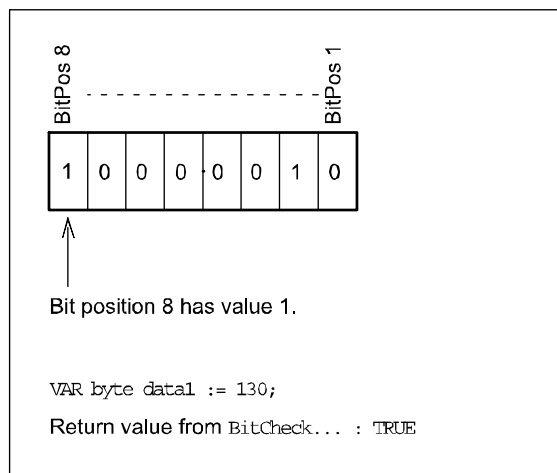 BitPos 8
BitPos 1
1 0 0 0 0 0 1 0
Bit position 8 has value 1.
VAR byte data1 := 130;
Return value from BitCheck... : TRUE